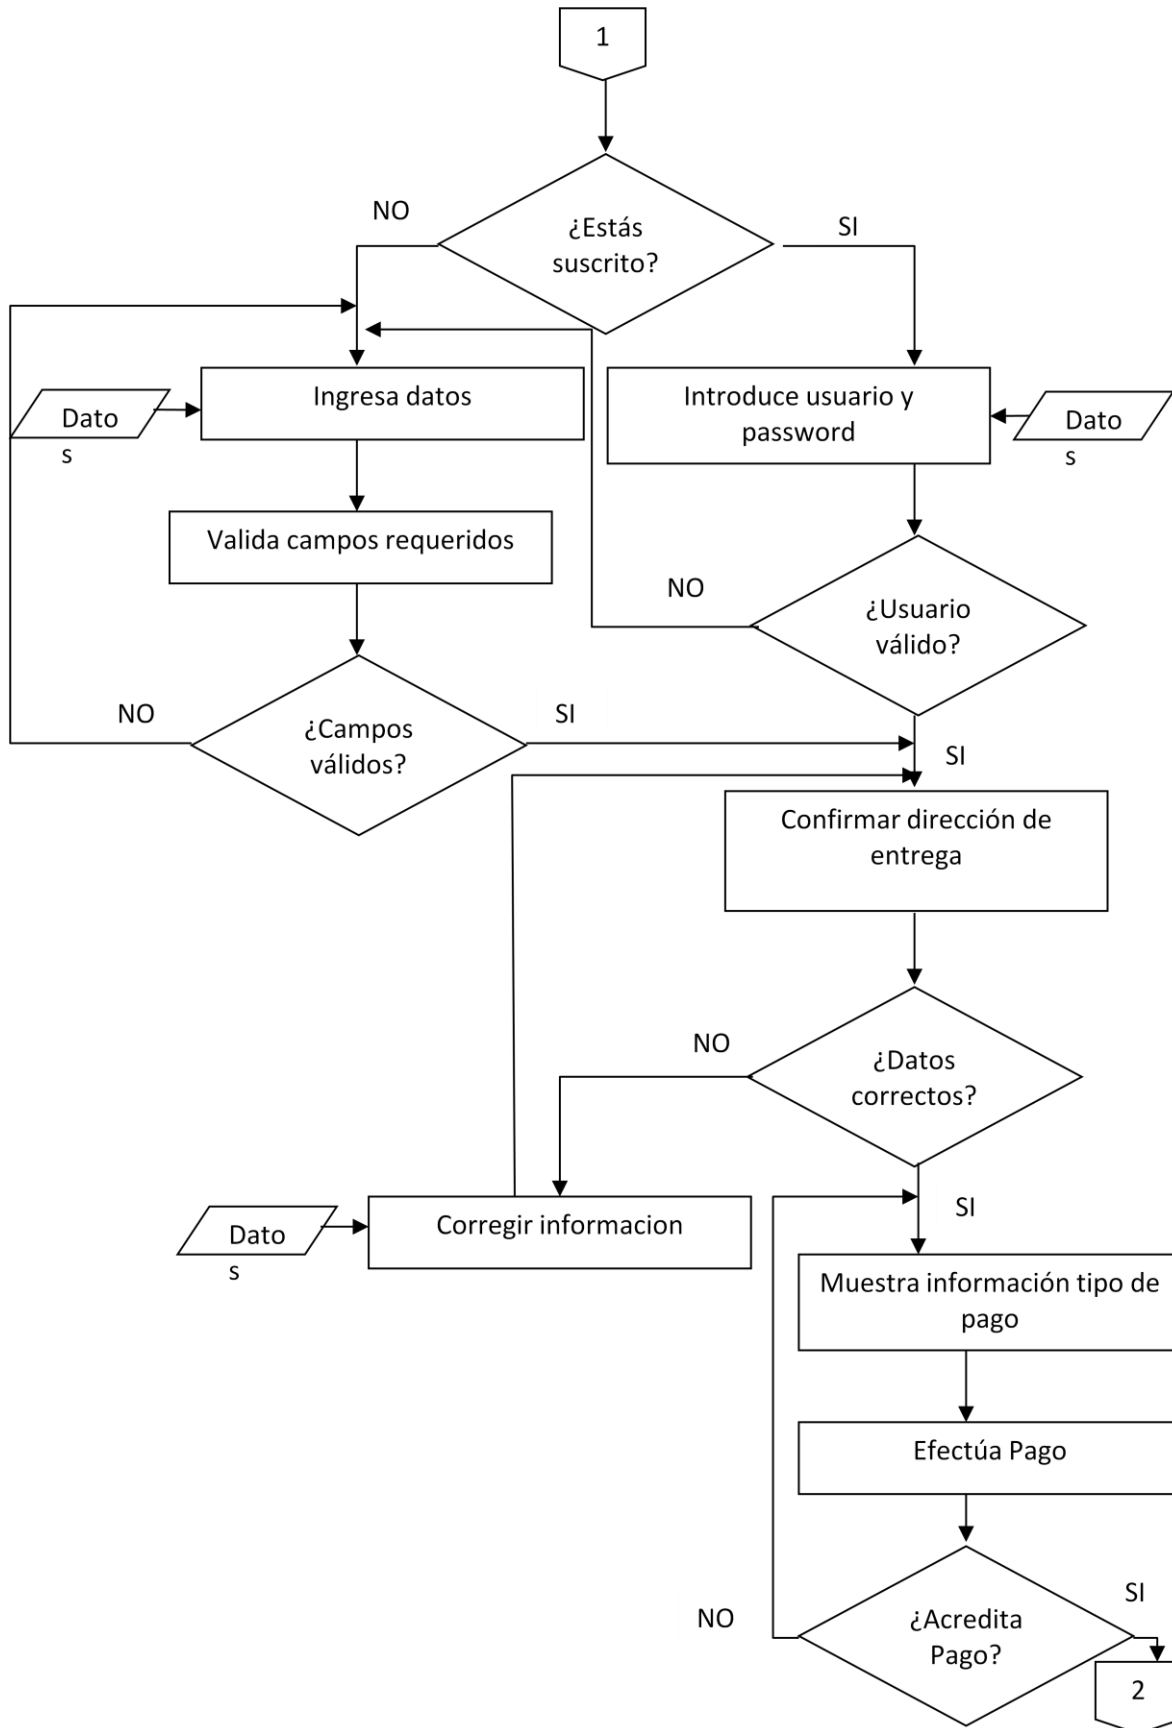 1
¿Estás
suscrito?
NO
SI
Ingresa datos
Dato
s
Introduce usuario y
password
Dato
s
Valida campos requeridos
NO
¿Usuario
válido?
NO
¿Campos
válidos?
SI
SI
Confirmar dirección de
entrega
NO
¿Datos
correctos?
SI
Dato
s
Corregir informacion
Muestra información tipo de
pago
Efectúa Pago
NO
¿Acredita
Pago?
SI
2